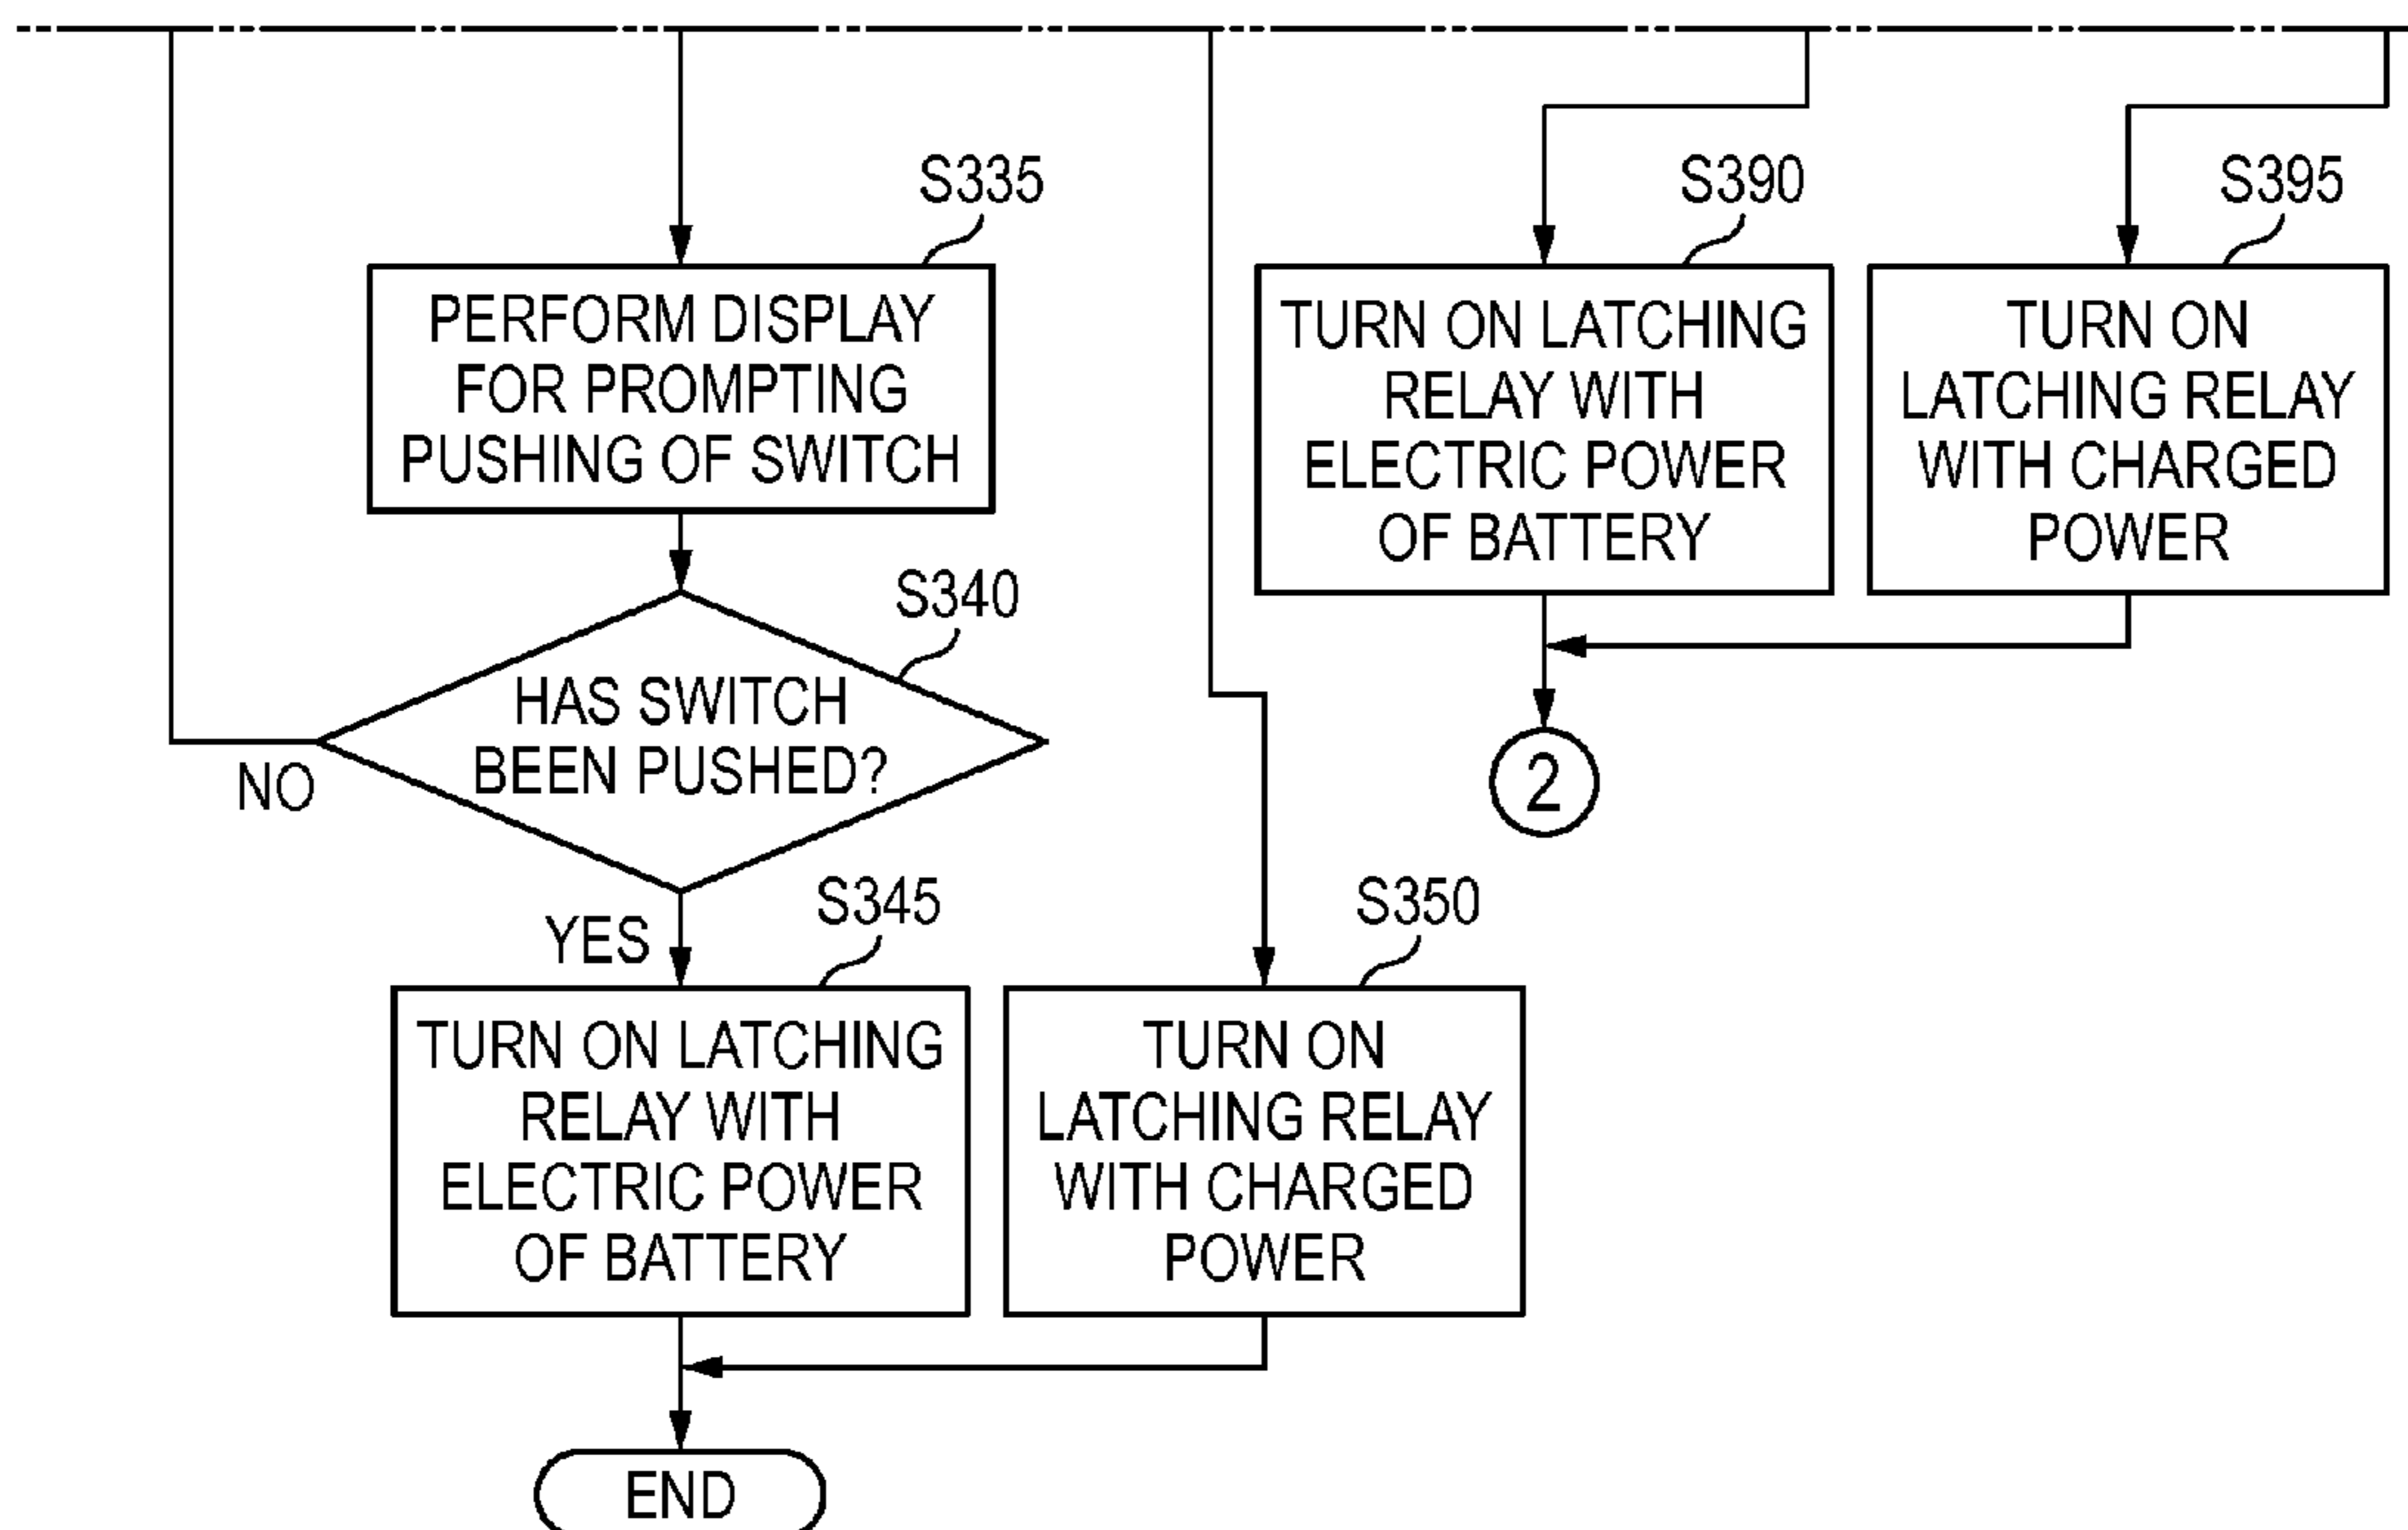 S335
PERFORM DISPLAY
FOR PROMPTING
PUSHING OF SWITCH
S390
TURN ON LATCHING
RELAY WITH
ELECTRIC POWER
OF BATTERY
S395
TURN ON
LATCHING RELAY
WITH CHARGED
POWER
S340
HAS SWITCH
BEEN PUSHED?
NO
2
YES
S345
TURN ON LATCHING
RELAY WITH
ELECTRIC POWER
OF BATTERY
S350
TURN ON
LATCHING RELAY
WITH CHARGED
POWER
END